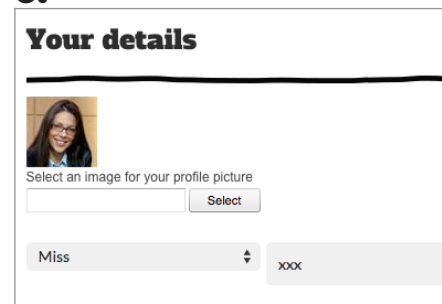 Your details
Select an image for your profile picture
Select
Miss
xxx